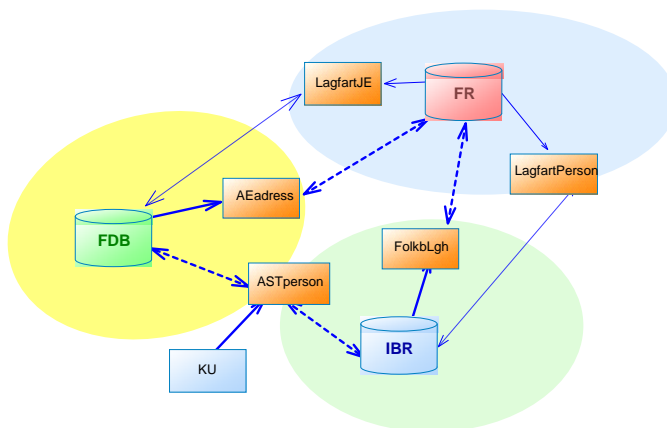 LagfartJE
FR
LagfartPerson
AEadress
FDB
FolkbLgh
ASTperson
IBR
KU